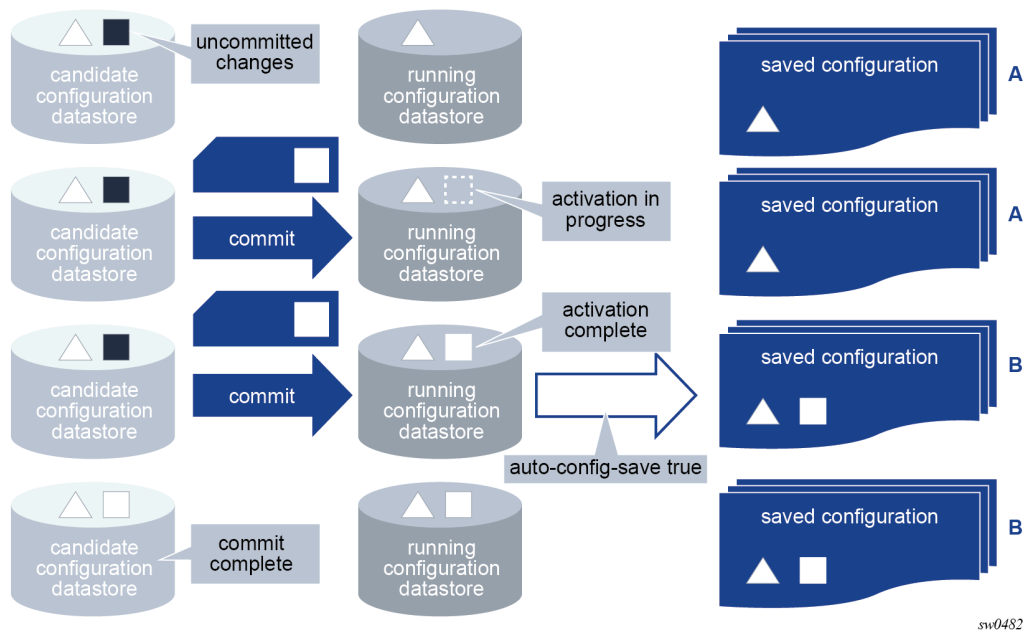 uncommitted
changes
candidate
configuration
datastore
running
configuration
datastore
saved configuration
A
candidate
configuration
datastore
commit
running
configuration
datastore
activation in
progress
saved configuration
A
candidate
configuration
datastore
commit
running
configuration
datastore
activation
complete
auto-config-save true
saved configuration
B
candidate
configuration
datastore
commit
complete
running
configuration
datastore
saved configuration
B
sw0482